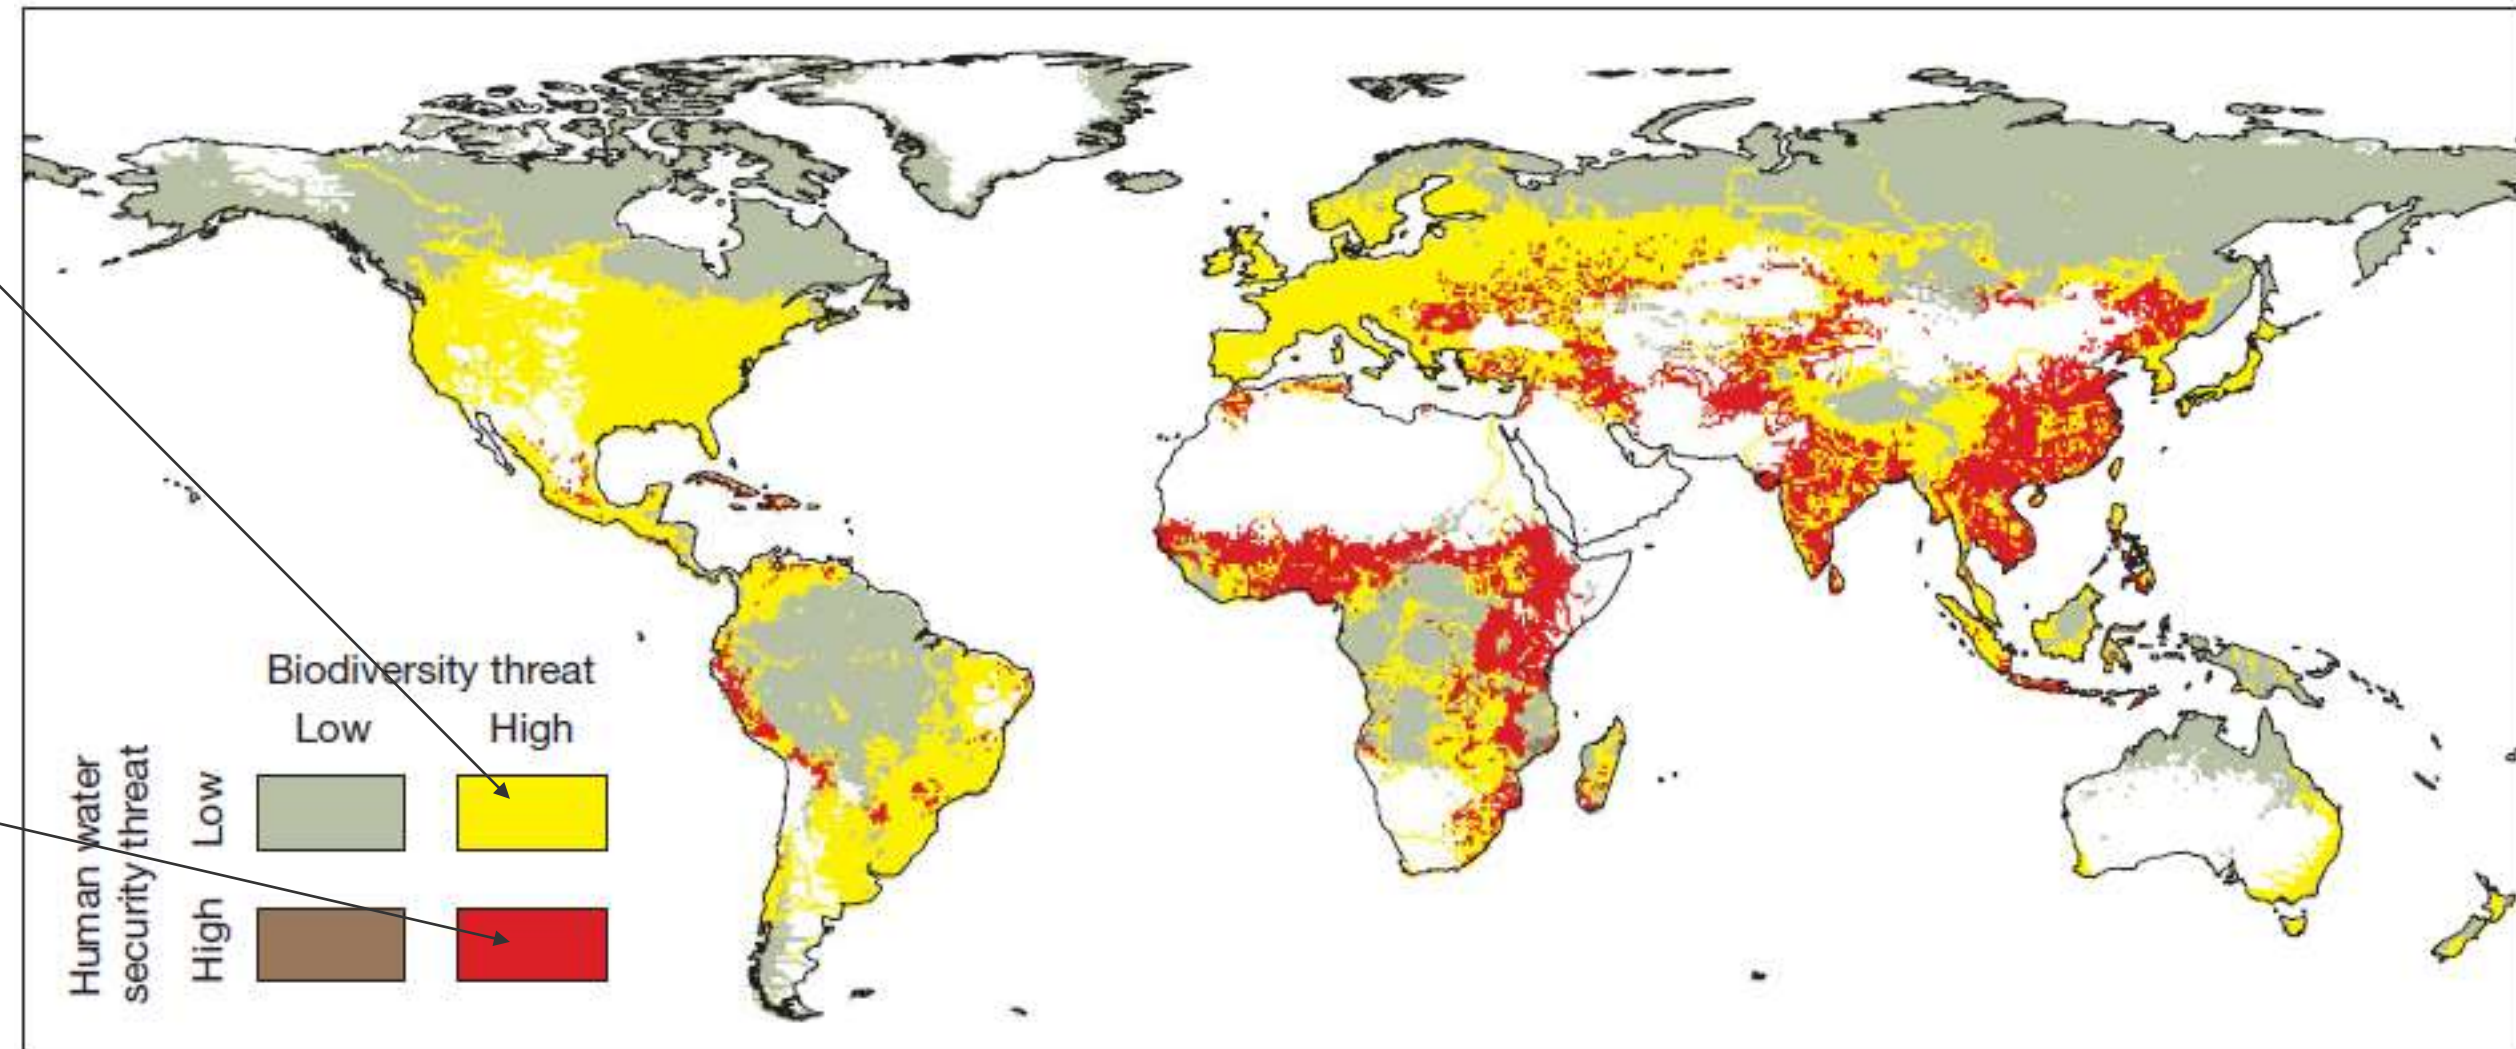 Biodiversity threat
Low High
Human water
security threat
Low
High